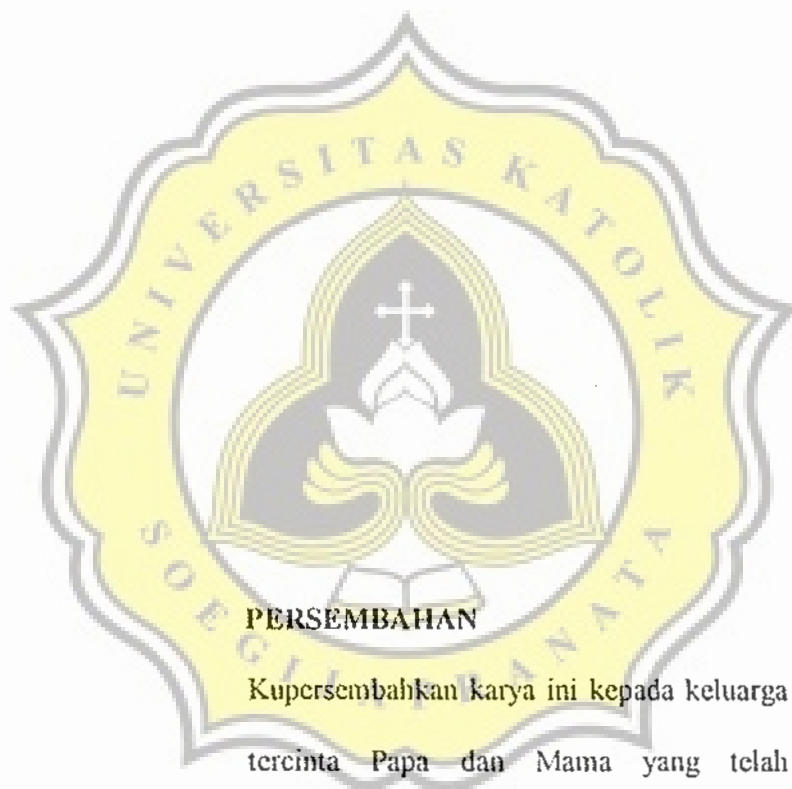 UNIVERSITAS KATOLIK
SOEGIJAPRANATA
PERSEMBAHAN
Kupersembahkan karya ini kepada keluarga
tercinta Papa dan Mama yang telah